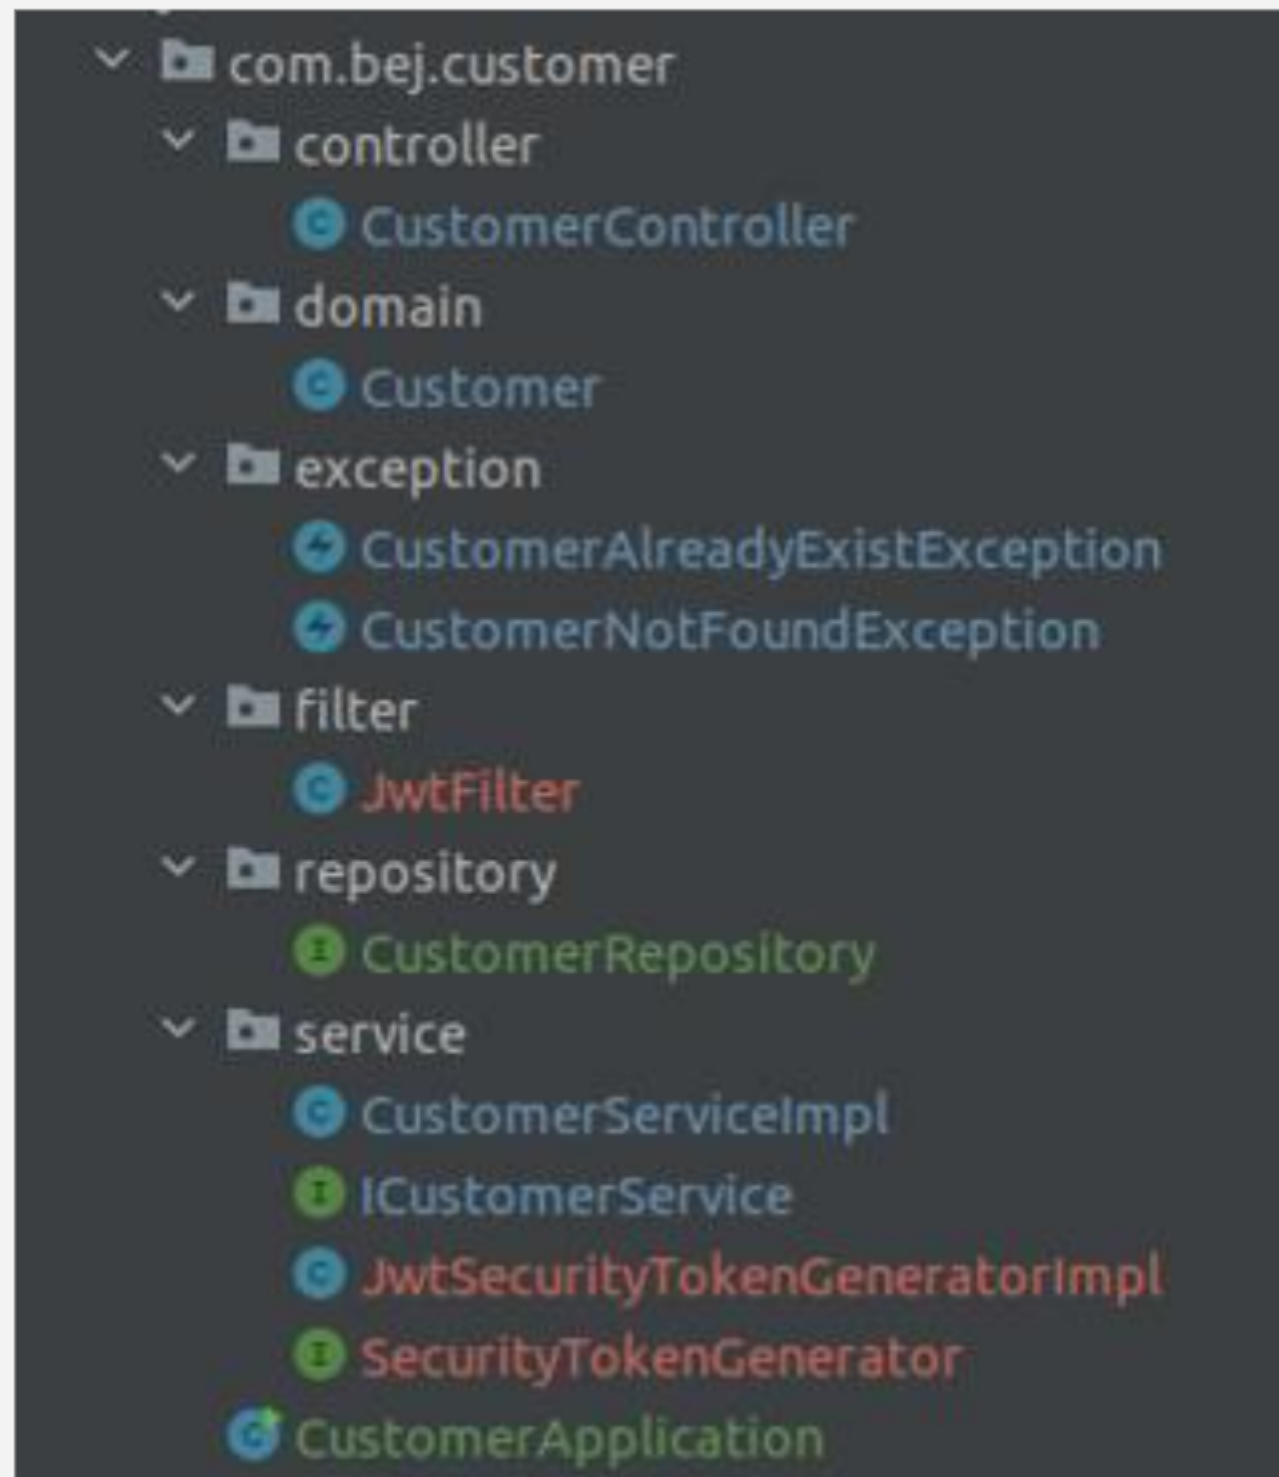 com.bej.customer
controller
CustomerController
domain
Customer
exception
CustomerAlreadyExistException
CustomerNotFoundException
filter
JwtFilter
repository
CustomerRepository
service
CustomerServiceImpl
ICustomerService
JwtSecurityTokenGeneratorImpl
SecurityTokenGenerator
CustomerApplication